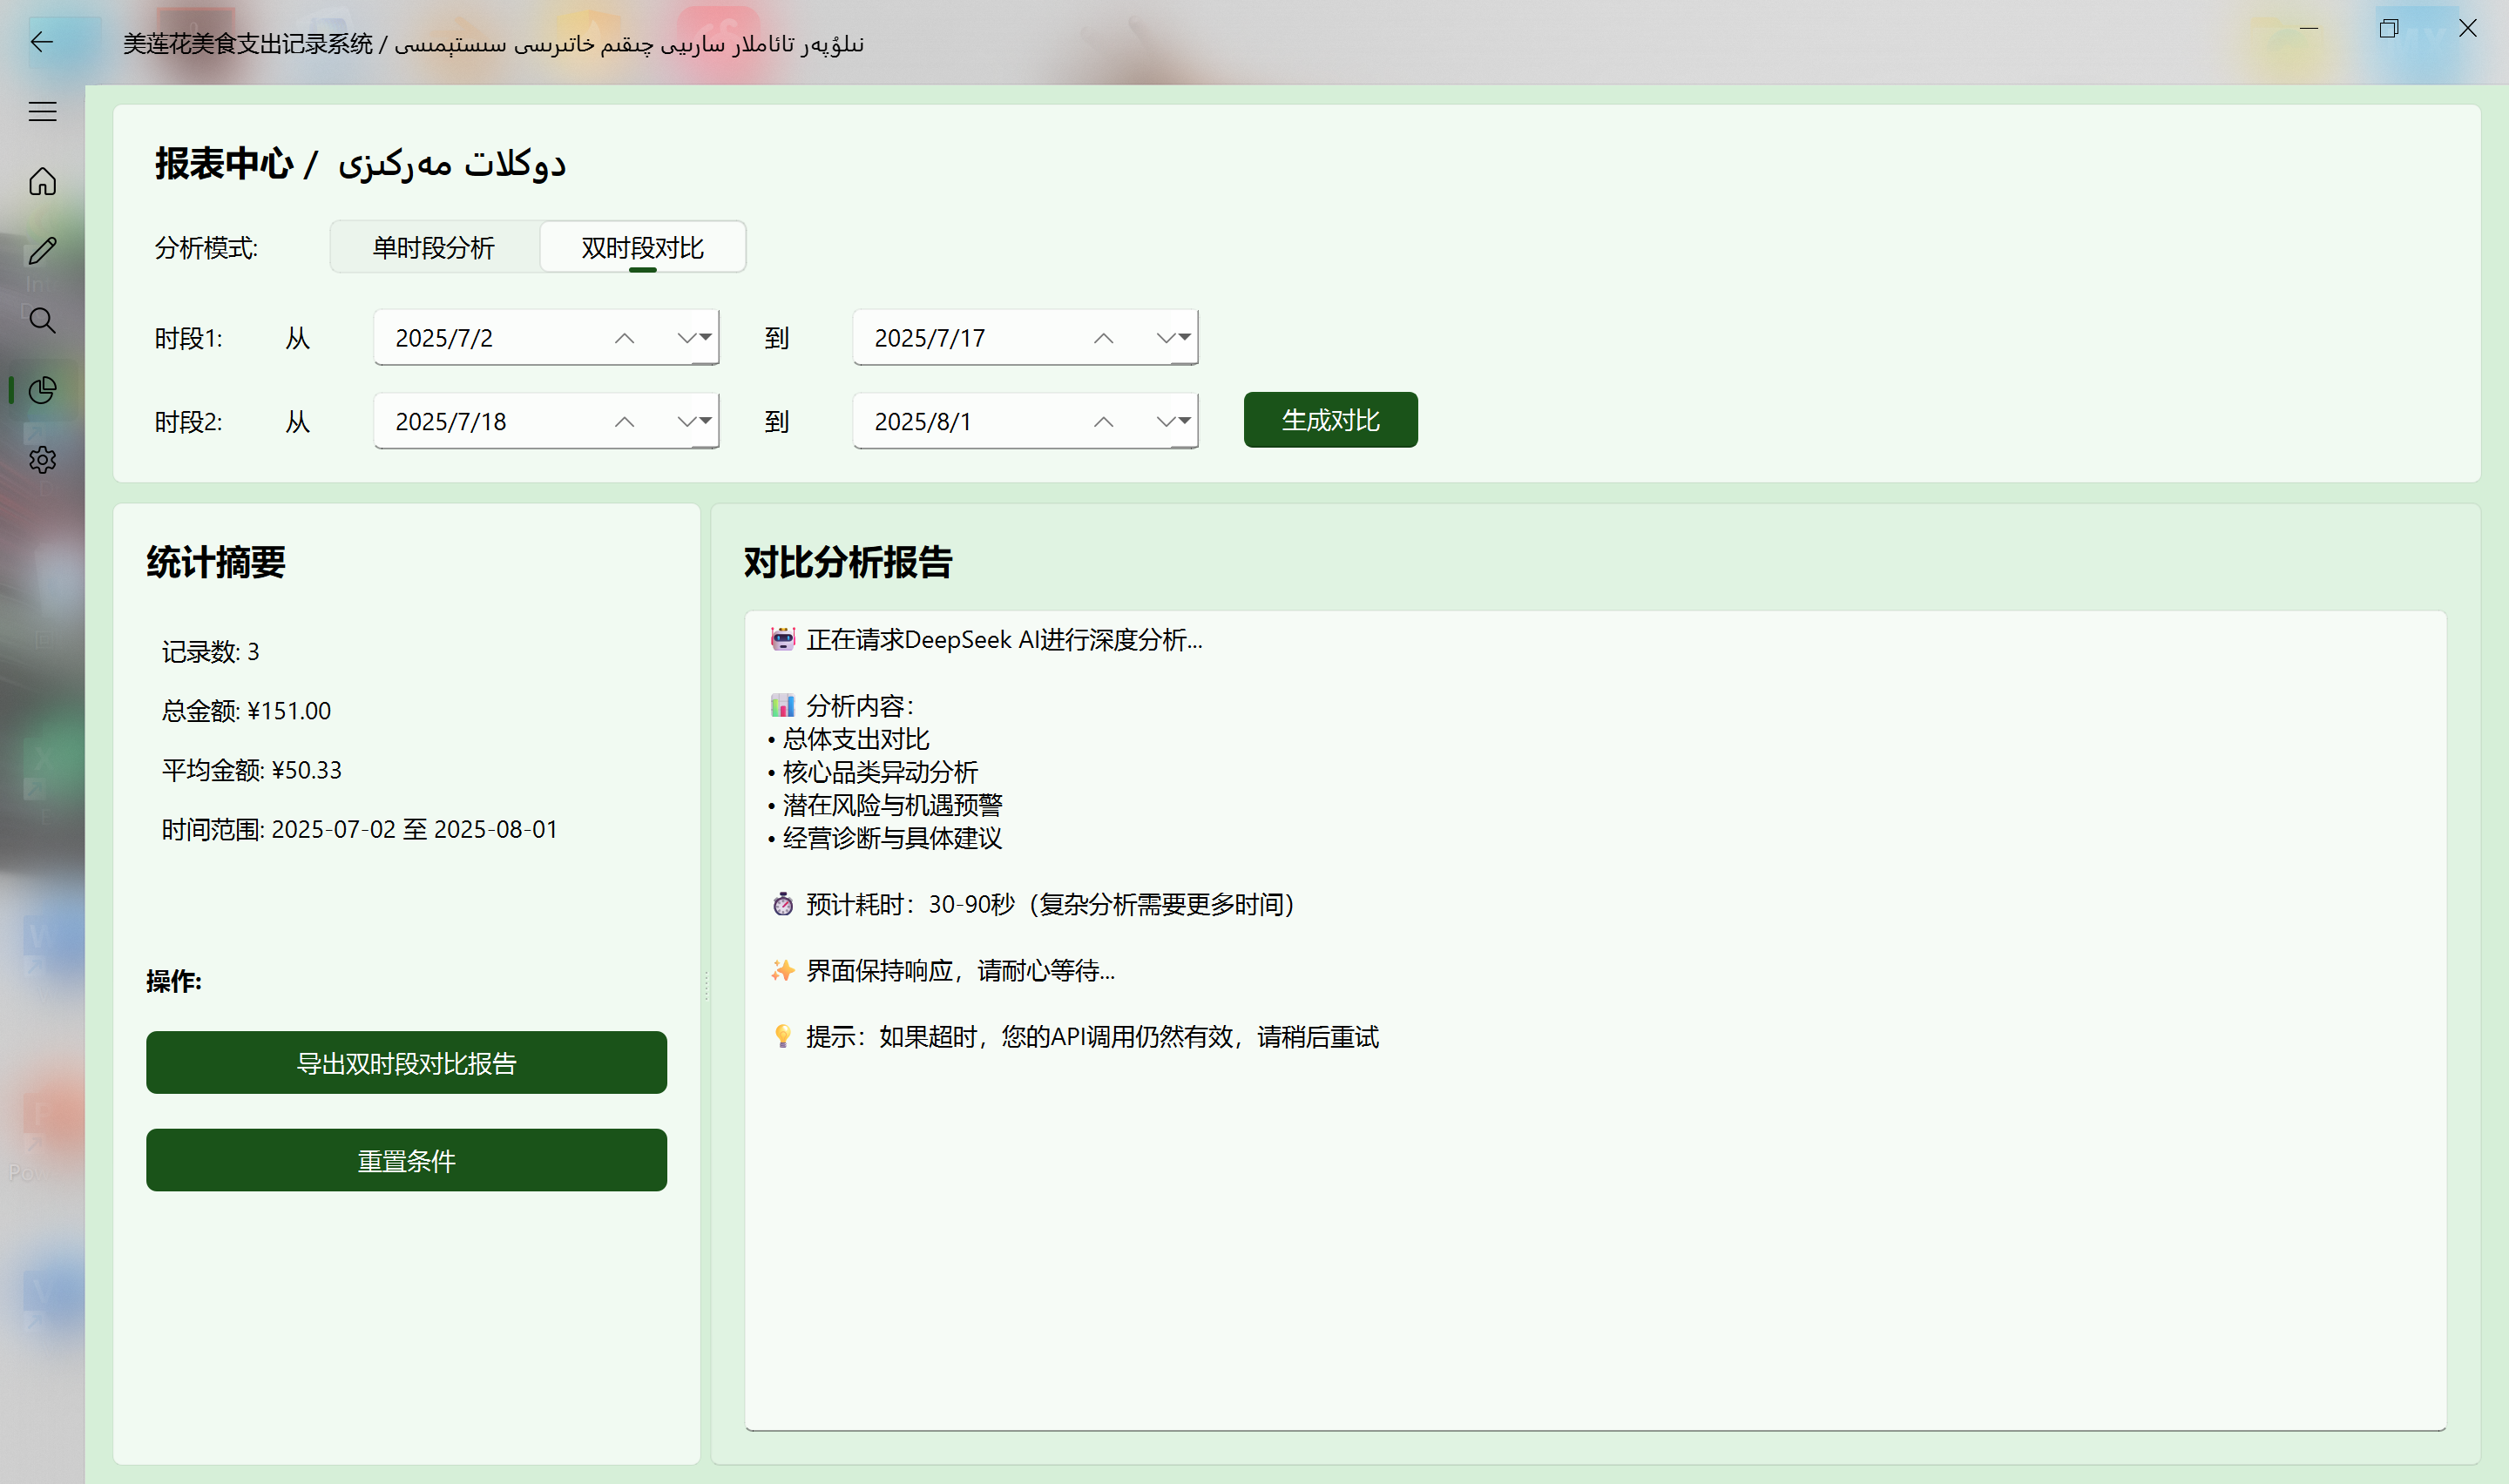 美莲花美食支出记录系统 / نىلۇپەر تائاملار سارىيى چىقىم خاتىرىسى سىستېمىسى
报表中心 / دوكلات مەركىزى
分析模式: 单时段分析 双时段对比
时段1: 从 2025/7/2 到 2025/7/17
时段2: 从 2025/7/18 到 2025/8/1 生成对比
统计摘要
记录数: 3
总金额: ¥151.00
平均金额: ¥50.33
时间范围: 2025-07-02 至 2025-08-01
操作:
导出双时段对比报告
重置条件
对比分析报告
🤖 正在请求DeepSeek AI进行深度分析...
📊 分析内容：
• 总体支出对比
• 核心品类异动分析
• 潜在风险与机遇预警
• 经营诊断与具体建议
⏱️ 预计耗时：30-90秒（复杂分析需要更多时间）
✨ 界面保持响应，请耐心等待...
💡 提示：如果超时，您的API调用仍然有效，请稍后重试